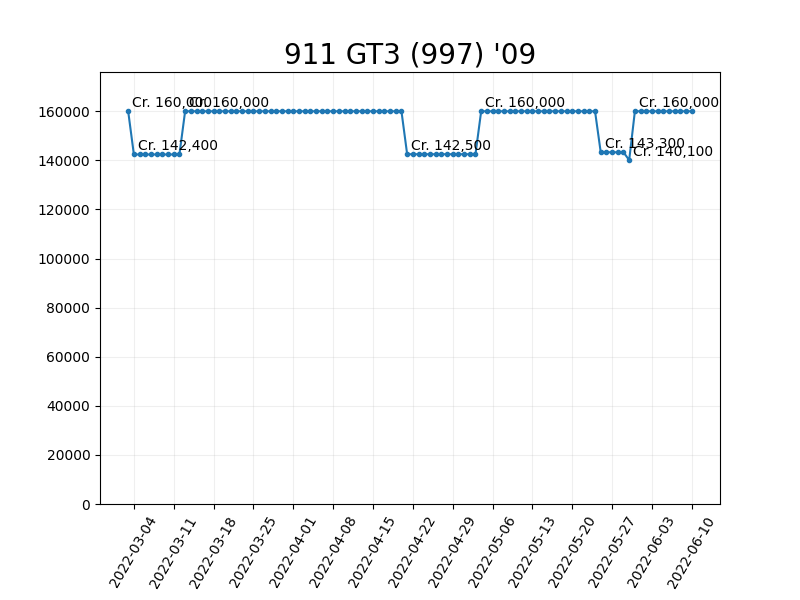 911 GT3 (997) '09
Cr. 160,000
Cr. 160,000
Cr. 160,000
Cr. 160,000
Cr. 142,400
Cr. 142,500
Cr. 143,300
Cr. 140,100
160000
140000
120000
100000
80000
60000
40000
20000
0
2022-03-04
2022-03-11
2022-03-18
2022-03-25
2022-04-01
2022-04-08
2022-04-15
2022-04-22
2022-04-29
2022-05-06
2022-05-13
2022-05-20
2022-05-27
2022-06-03
2022-06-10